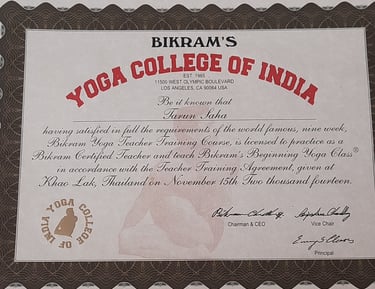 BIKRAM'S
YOGA COLLEGE OF INDIA
EST. 1965
11500 WEST OLYMPIC BOULEVARD
LOS ANGELES, CA 90064 USA
Be it known that
Tarun Saha
having satisfied in full the requirements of the world famous, nine week,
Bikram Yoga Teacher Training Course, is licensed to practice as a
Bikram Certified Teacher and teach Bikram's Beginning Yoga Class®
in accordance with the Teacher Training Agreement, given at
Khao Lak, Thailand on November 15th Two thousand fourteen.
YOGA COLLEGE OF INDIA
Chairman & CEO
Vice Chair
Principal